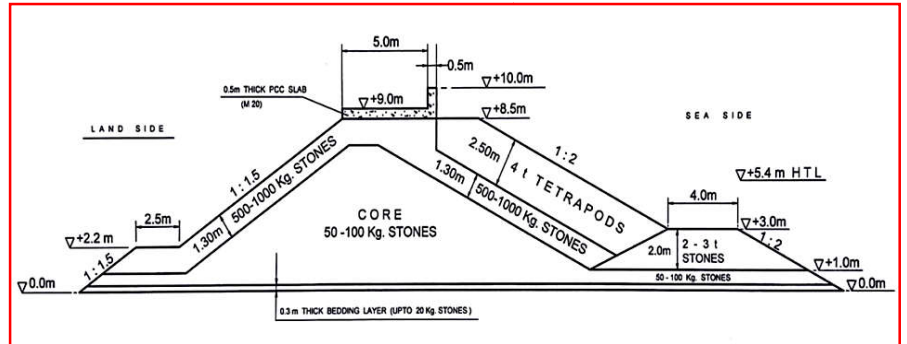 5.0m
0.5m
▽+10.0m
0.5m THICK PCC SLAB
(M 20)
▽+9.0m
▽+8.5m
LAND SIDE
SEA SIDE
1:2
1:1.5
2.50m
4 t TETRAPODS
500-1000 Kg. STONES
1.30m
500-1000 Kg. STONES
▽+5.4 m HTL
4.0m
2.5m
1.30m
CORE
50-100 Kg. STONES
▽+3.0m
▽+2.2 m
2.0m
2-3 t
STONES
1:2
1:1.5
▽+1.0m
50-100 Kg. STONES
▽0.0m
▽0.0m
0.3 m THICK BEDDING LAYER (UPTO 20 Kg. STONES)